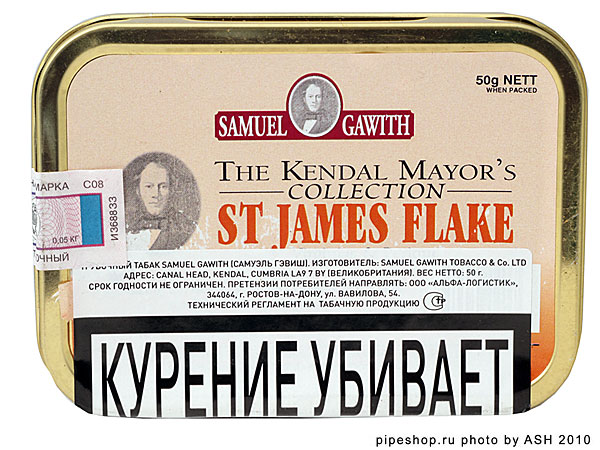 50g NETT
WHEN PACKED
SAMUEL GAWITH
THE KENDAL MAYOR'S
COLLECTION
ST JAMES FLAKE
МАРКА С08
0,05 КГ
И368833
ТАБАК SAMUEL GAWITH (САМУЭЛЬ ГЭВИШ). ИЗГОТОВИТЕЛЬ: SAMUEL GAWITH TOBACCO & Co. LTD
АДРЕС: CANAL HEAD, KENDAL, CUMBRIA LA9 7 BY (ВЕЛИКОБРИТАНИЯ). ВЕС НЕТТО: 50 г.
СРОК ГОДНОСТИ НЕ ОГРАНИЧЕН. ПРЕТЕНЗИИ ПОТРЕБИТЕЛЕЙ НАПРАВЛЯТЬ: ООО «АЛЬФА-ЛОГИСТИК»,
344064, г. РОСТОВ-НА-ДОНУ, ул. ВАВИЛОВА, 54.
ТЕХНИЧЕСКИЙ РЕГЛАМЕНТ НА ТАБАЧНУЮ ПРОДУКЦИЮ
КУРЕНИЕ УБИВАЕТ
pipeshop.ru photo by ASH 2010